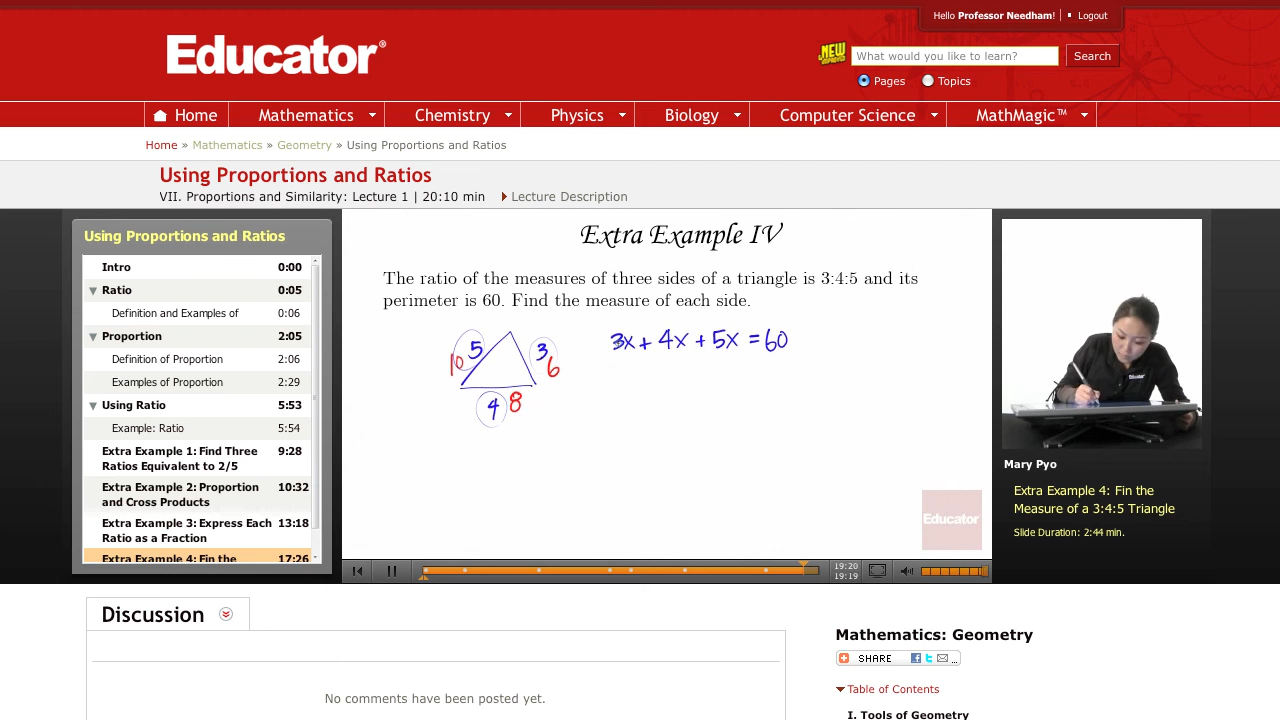 Hello Professor Needham! Logout
Educator®
NEW
What would you like to learn? Search
Pages Topics
Home Mathematics Chemistry Physics Biology Computer Science MathMagic™
Home » Mathematics » Geometry » Using Proportions and Ratios
Using Proportions and Ratios
VII. Proportions and Similarity: Lecture 1 | 20:10 min Lecture Description
Using Proportions and Ratios
Intro 0:00
Ratio 0:05
Definition and Examples of 0:06
Proportion 2:05
Definition of Proportion 2:06
Examples of Proportion 2:29
Using Ratio 5:53
Example: Ratio 5:54
Extra Example 1: Find Three 9:28
Ratios Equivalent to 2/5
Extra Example 2: Proportion 10:32
and Cross Products
Extra Example 3: Express Each 13:18
Ratio as a Fraction
Extra Example 4: Fin the 17:26
Extra Example IV
The ratio of the measures of three sides of a triangle is 3:4:5 and its
perimeter is 60. Find the measure of each side.
3x + 4x + 5x = 60
5 3
10 6
4 8
Educator
19:20
19:19
Educator
Mary Pyo
Extra Example 4: Fin the
Measure of a 3:4:5 Triangle
Slide Duration: 2:44 min.
Discussion
No comments have been posted yet.
Mathematics: Geometry
SHARE ...
Table of Contents
I. Tools of Geometry